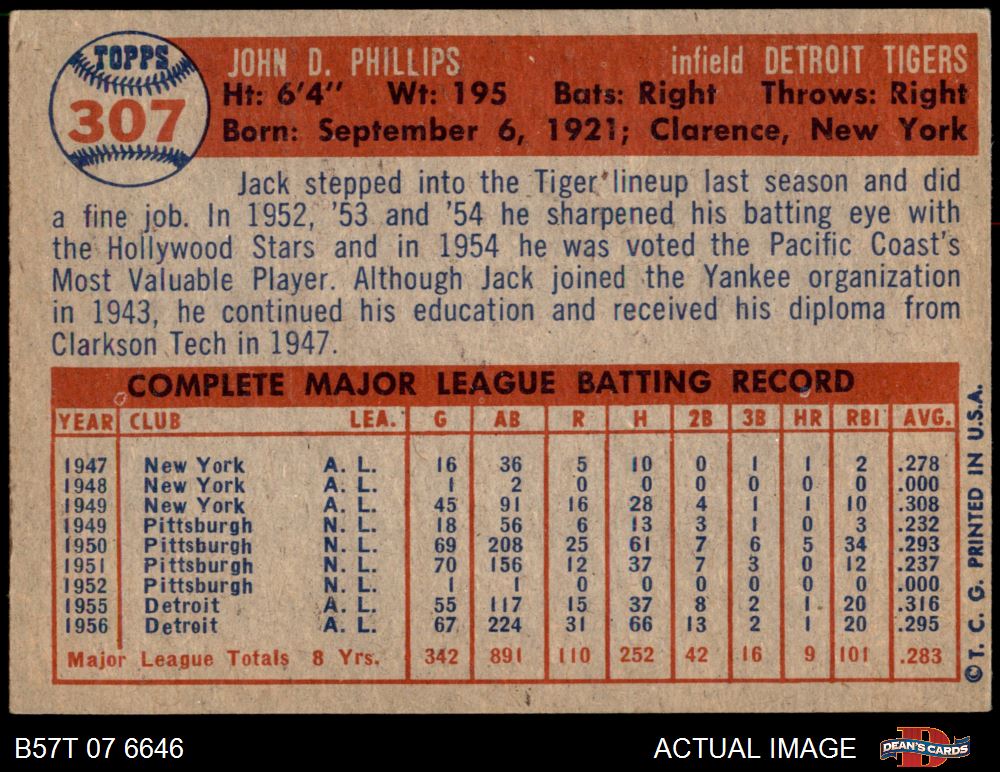 TOPPS
307
JOHN D. PHILLIPS infield DETROIT TIGERS
Ht: 6'4" Wt: 195 Bats: Right Throws: Right
Born: September 6, 1921; Clarence, New York
Jack stepped into the Tiger lineup last season and did
a fine job. In 1952, '53 and '54 he sharpened his batting eye with
the Hollywood Stars and in 1954 he was voted the Pacific Coast's
Most Valuable Player. Although Jack joined the Yankee organization
in 1943, he continued his education and received his diploma from
Clarkson Tech in 1947.
COMPLETE MAJOR LEAGUE BATTING RECORD
YEAR CLUB LEA. G AB R H 2B 3B HR RBI AVG.
1947 New York A. L. 16 36 5 10 0 1 1 2 .278
1948 New York A. L. 1 2 0 0 0 0 0 0 .000
1949 New York A. L. 45 91 16 28 4 1 1 10 .308
1949 Pittsburgh N. L. 18 56 6 13 3 1 0 3 .232
1950 Pittsburgh N. L. 69 208 25 61 7 6 5 34 .293
1951 Pittsburgh N. L. 70 156 12 37 7 3 0 12 .237
1952 Pittsburgh N. L. 1 1 0 0 0 0 0 0 .000
1955 Detroit A. L. 55 117 15 37 8 2 1 20 .316
1956 Detroit A. L. 67 224 31 66 13 2 1 20 .295
Major League Totals 8 Yrs. 342 891 110 252 42 16 9 101 .283
©T. C. G. PRINTED IN U.S.A.
B57T 07 6646 ACTUAL IMAGE DEAN'S CARDS